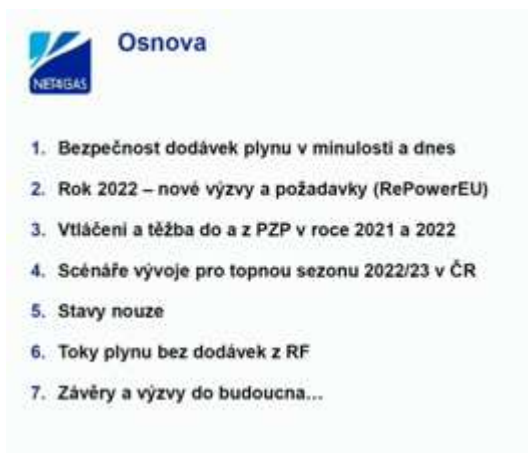 Osnova
NET4GAS
1. Bezpečnost dodávek plynu v minulosti a dnes
2. Rok 2022 – nové výzvy a požadavky (RePowerEU)
3. Vtláčení a těžba do a z PZP v roce 2021 a 2022
4. Scénáře vývoje pro topnou sezonu 2022/23 v ČR
5. Stavy nouze
6. Toky plynu bez dodávek z RF
7. Závěry a výzvy do budoucna...